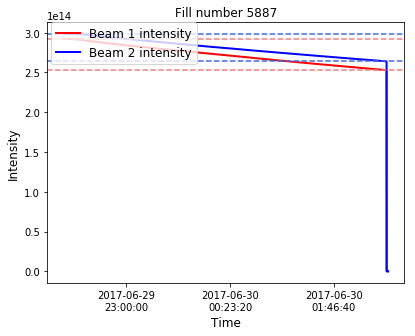 Fill number 5887
1e14
Beam 1 intensity
Beam 2 intensity
3.0
2.5
2.0
1.5
1.0
0.5
0.0
Intensity
2017-06-29 2017-06-30 2017-06-30
23:00:00 00:23:20 01:46:40
Time